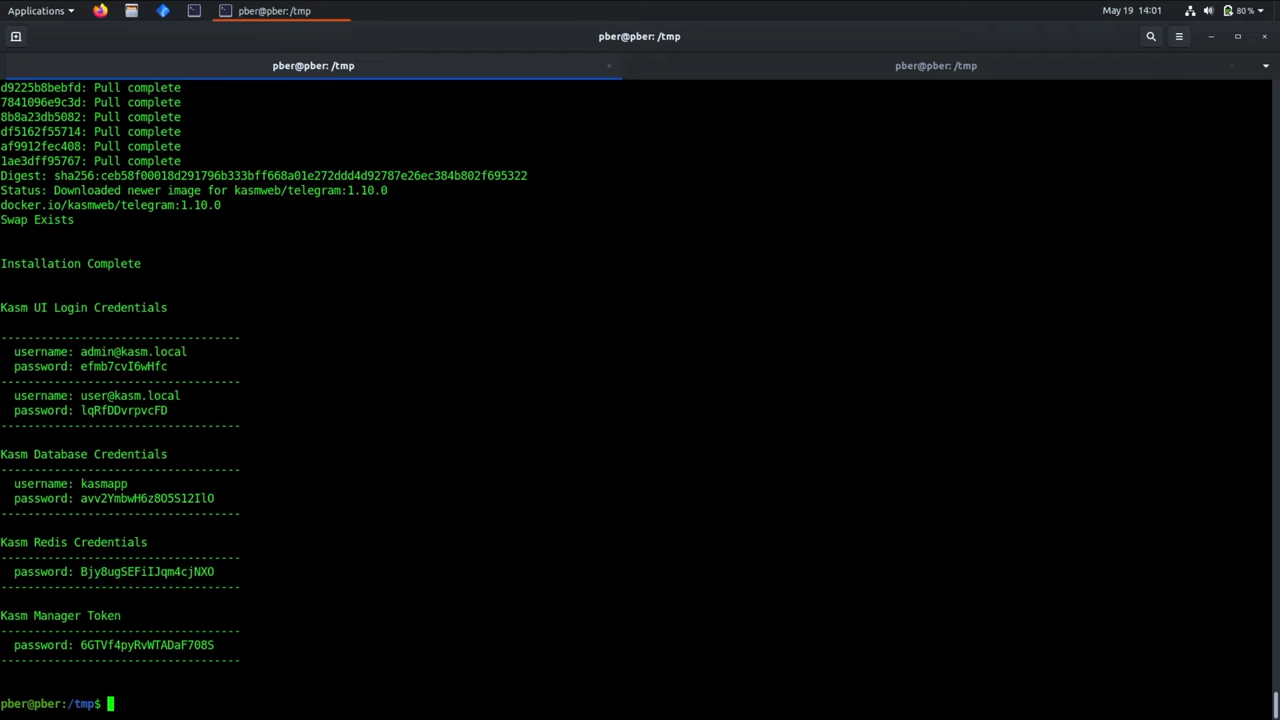 Applications
pber@pber:/tmp
May 19 14:01
80%
pber@pber: /tmp
pber@pber: /tmp
pber@pber: /tmp
d9225b8bebfd: Pull complete
7841096e9c3d: Pull complete
8b8a23db5082: Pull complete
df5162f55714: Pull complete
af9912fec408: Pull complete
1ae3dff95767: Pull complete
Digest: sha256:ceb58f00018d291796b333bff668a01e272ddd4d92787e26ec384b802f695322
Status: Downloaded newer image for kasmweb/telegram:1.10.0
docker.io/kasmweb/telegram:1.10.0
Swap Exists
Installation Complete
Kasm UI Login Credentials
------------------------------------
username: admin@kasm.local
password: efmb7cvI6wHfc
------------------------------------
username: user@kasm.local
password: lqRfDDvrpvcFD
------------------------------------
Kasm Database Credentials
------------------------------------
username: kasmapp
password: avv2YmbwH6z8O5S12IlO
------------------------------------
Kasm Redis Credentials
------------------------------------
password: Bjy8ugSEFiIJqm4cjNXO
------------------------------------
Kasm Manager Token
------------------------------------
password: 6GTVf4pyRvWTADaF708S
------------------------------------
pber@pber:/tmp$